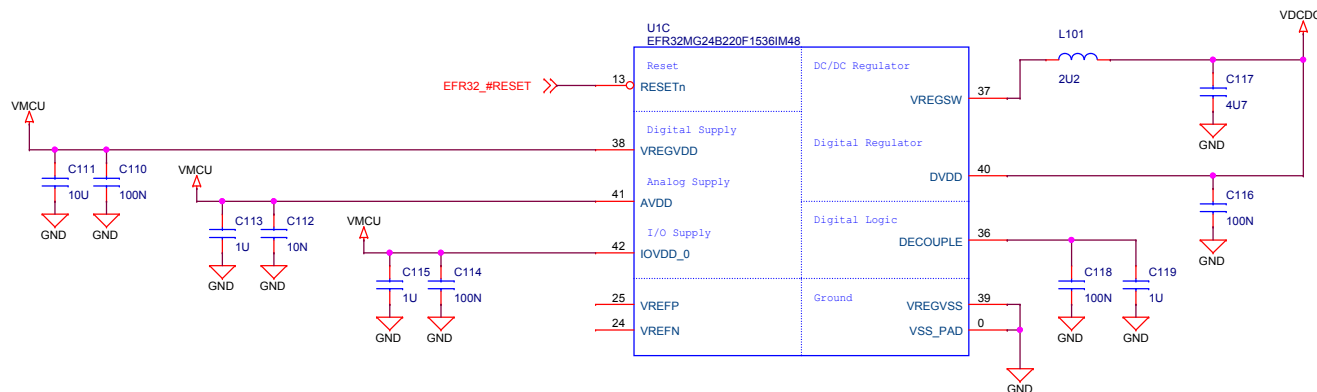 U1C
EFR32MG24B220F1536IM48
VDCDC
L101
2U2
Reset
DC/DC Regulator
EFR32_#RESET
13
RESETn
37
VREGSW
C117
4U7
GND
VMCU
Digital Supply
38
VREGVDD
Digital Regulator
40
DVDD
C111
10U
C110
100N
GND
GND
VMCU
Analog Supply
41
AVDD
C116
100N
GND
C113
1U
C112
10N
GND
GND
VMCU
I/O Supply
42
IOVDD_0
Digital Logic
36
DECOUPLE
C115
1U
C114
100N
GND
GND
C118
100N
C119
1U
GND
GND
25
VREFP
24
VREFN
Ground
39
VREGVSS
0
VSS_PAD
GND